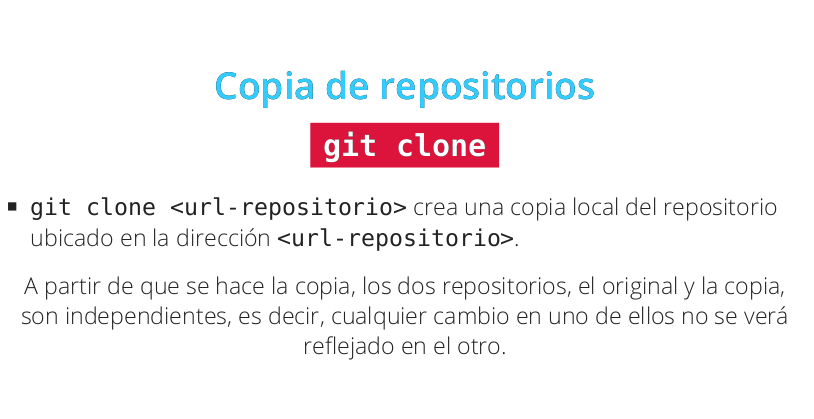 Copia de repositorios
git clone
▪ git clone <url-repositorio> crea una copia local del repositorio
ubicado en la dirección <url-repositorio>.
A partir de que se hace la copia, los dos repositorios, el original y la copia,
son independientes, es decir, cualquier cambio en uno de ellos no se verá
reflejado en el otro.